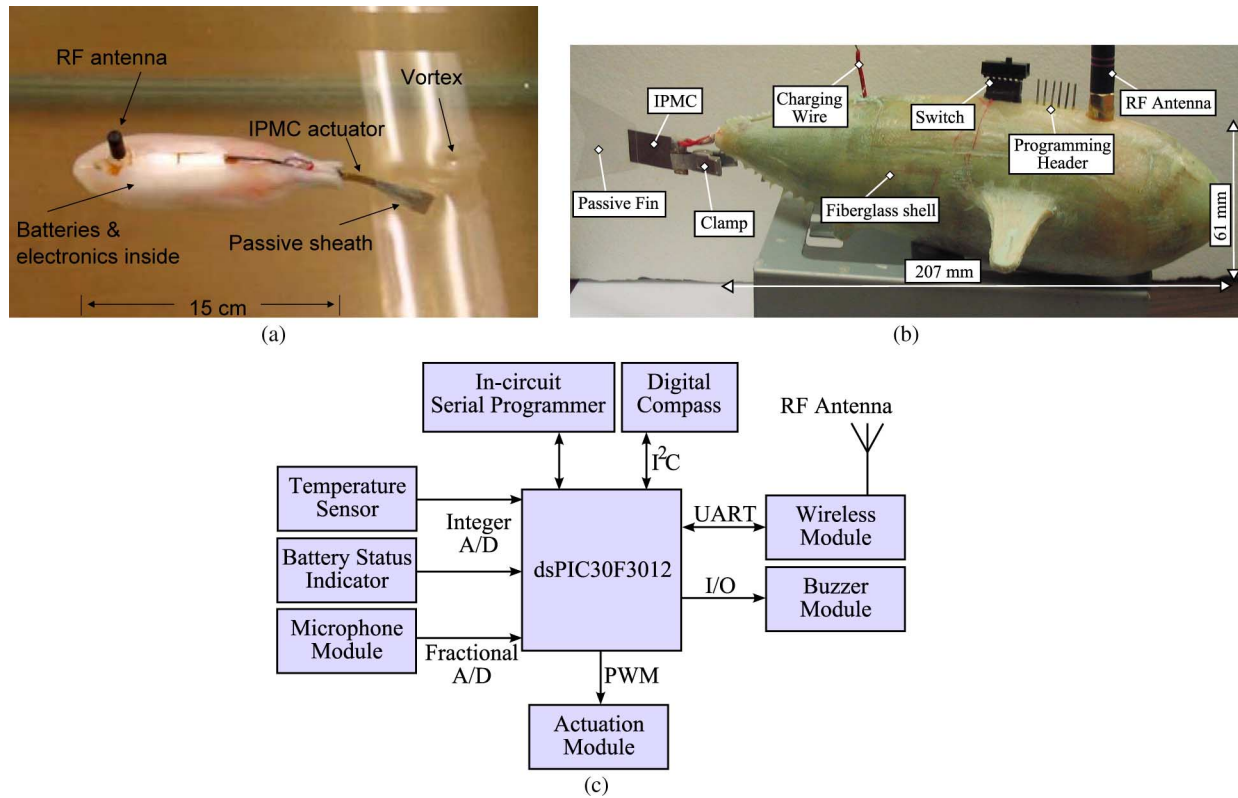 RF antenna
Vortex
IPMC actuator
Batteries &
electronics inside
Passive sheath
15 cm
(a)
IPMC
Charging
Wire
Switch
RF Antenna
Programming
Header
Passive Fin
Clamp
Fiberglass shell
61 mm
207 mm
(b)
In-circuit
Serial Programmer
Digital
Compass
RF Antenna
I²C
Temperature
Sensor
Integer
A/D
UART
Wireless
Module
Battery Status
Indicator
dsPIC30F3012
I/O
Buzzer
Module
Microphone
Module
Fractional
A/D
PWM
Actuation
Module
(c)